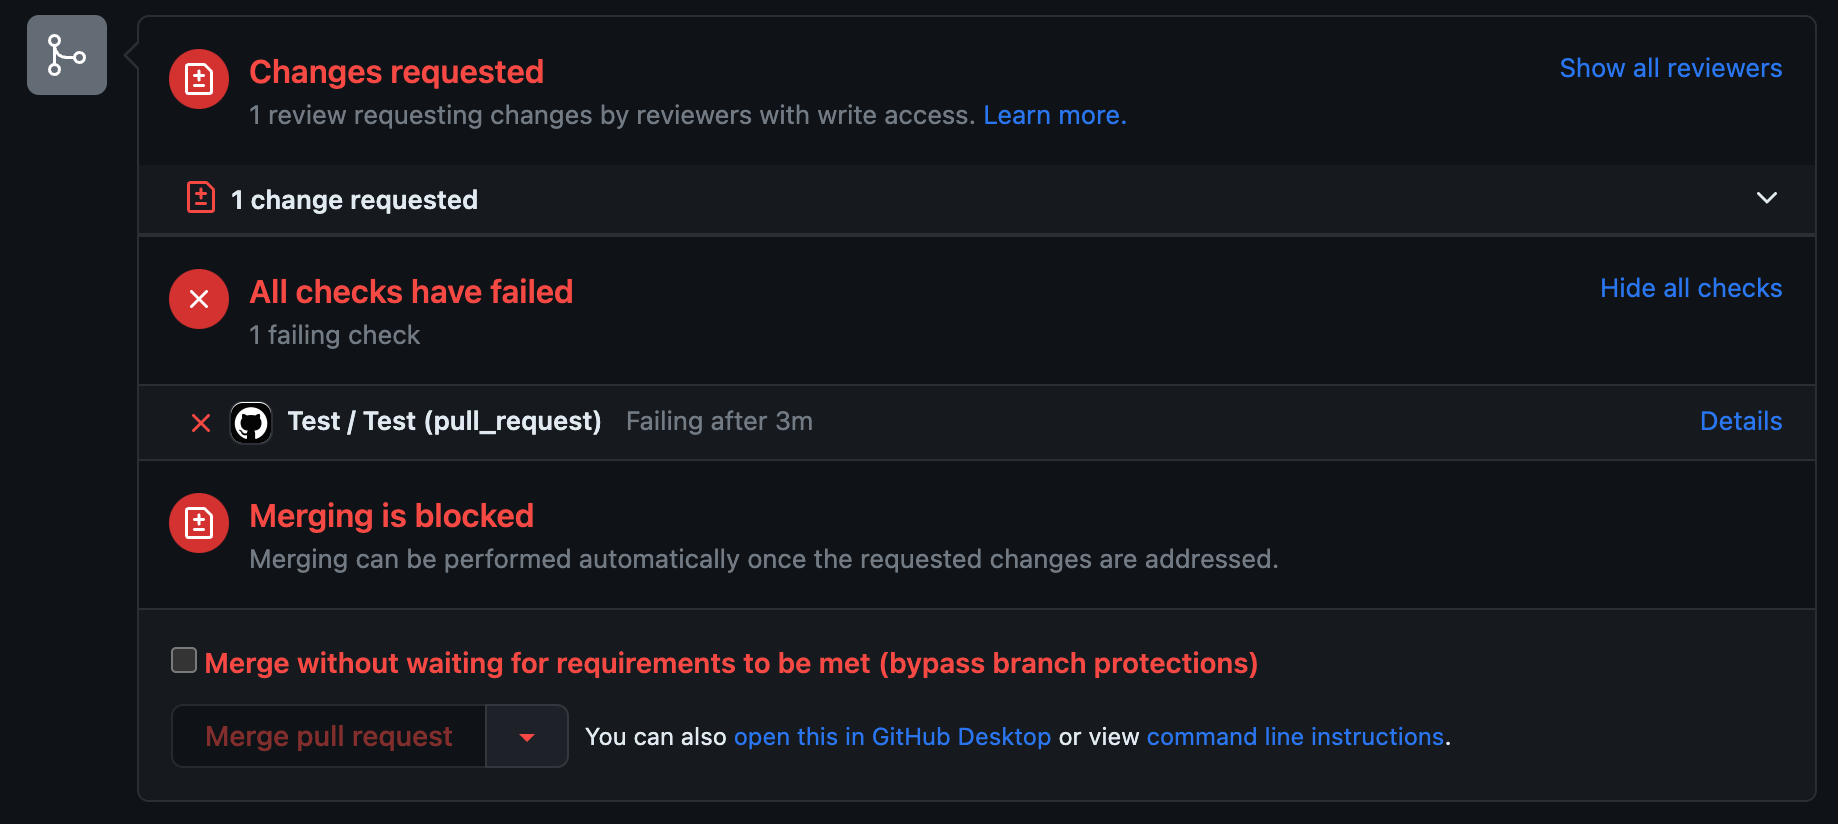 Changes requested
Show all reviewers
1 review requesting changes by reviewers with write access. Learn more.
1 change requested
All checks have failed
Hide all checks
1 failing check
Test / Test (pull_request) Failing after 3m
Details
Merging is blocked
Merging can be performed automatically once the requested changes are addressed.
Merge without waiting for requirements to be met (bypass branch protections)
Merge pull request
You can also open this in GitHub Desktop or view command line instructions.